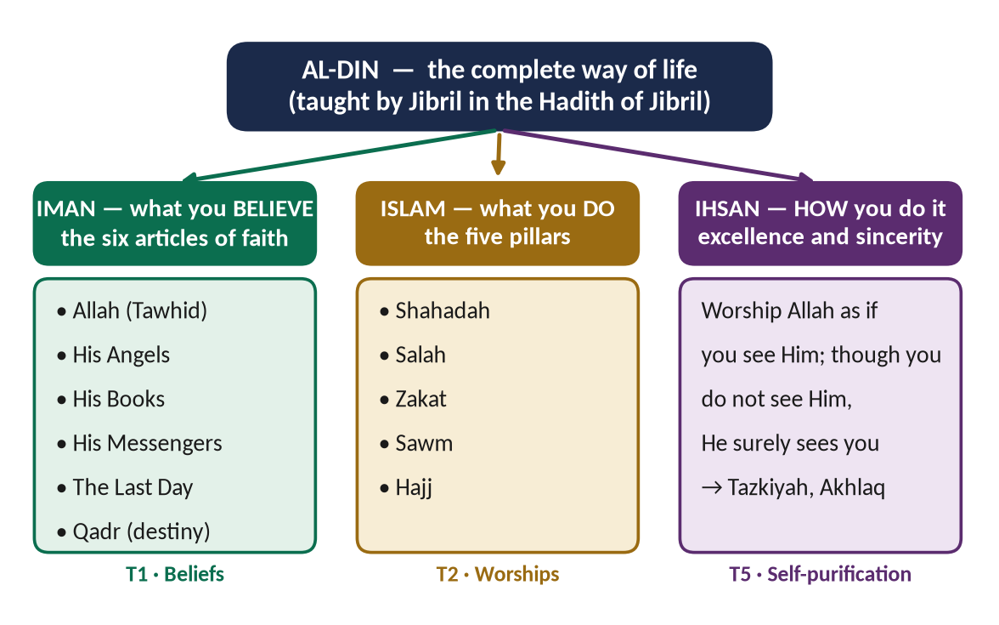 AL-DIN — the complete way of life
(taught by Jibril in the Hadith of Jibril)
IMAN — what you BELIEVE
the six articles of faith
• Allah (Tawhid)
• His Angels
• His Books
• His Messengers
• The Last Day
• Qadr (destiny)
T1 · Beliefs
ISLAM — what you DO
the five pillars
• Shahadah
• Salah
• Zakat
• Sawm
• Hajj
T2 · Worships
IHSAN — HOW you do it
excellence and sincerity
Worship Allah as if
you see Him; though you
do not see Him,
He surely sees you
→ Tazkiyah, Akhlaq
T5 · Self-purification